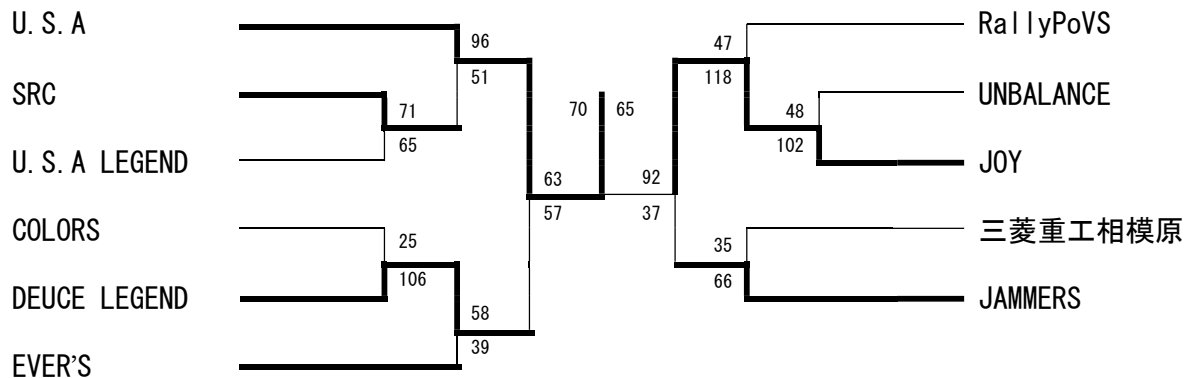 U.S.A
RallyPoVS
96
47
51
118
SRC
UNBALANCE
71
70
65
48
65
102
U.S.A LEGEND
JOY
63
92
57
37
COLORS
三菱重工相模原
25
35
106
66
DEUCE LEGEND
JAMMERS
58
39
EVER'S